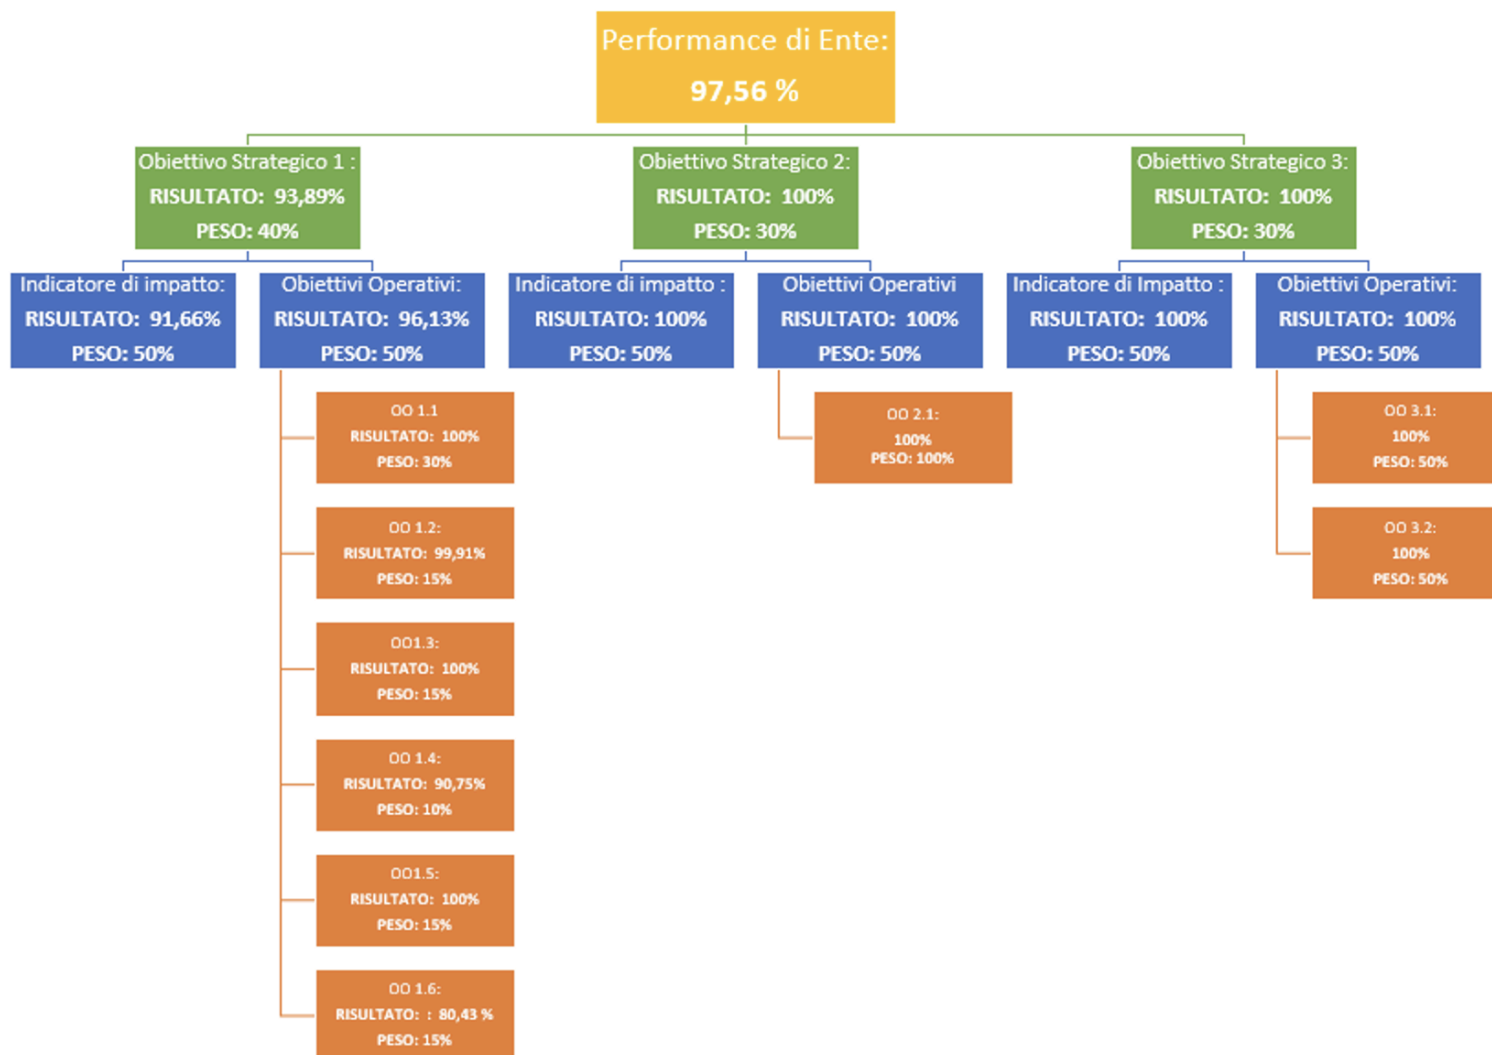 Performance di Ente:
97,56 %
Obiettivo Strategico 1 :
RISULTATO: 93,89%
PESO: 40%
Obiettivo Strategico 2:
RISULTATO: 100%
PESO: 30%
Obiettivo Strategico 3:
RISULTATO: 100%
PESO: 30%
Indicatore di impatto:
RISULTATO: 91,66%
PESO: 50%
Obiettivi Operativi:
RISULTATO: 96,13%
PESO: 50%
Indicatore di impatto :
RISULTATO: 100%
PESO: 50%
Obiettivi Operativi
RISULTATO: 100%
PESO: 50%
Indicatore di Impatto :
RISULTATO: 100%
PESO: 50%
Obiettivi Operativi:
RISULTATO: 100%
PESO: 50%
OO 1.1
RISULTATO: 100%
PESO: 30%
OO 1.2:
RISULTATO: 99,91%
PESO: 15%
OO1.3:
RISULTATO: 100%
PESO: 15%
OO 1.4:
RISULTATO: 90,75%
PESO: 10%
OO1.5:
RISULTATO: 100%
PESO: 15%
OO 1.6:
RISULTATO: : 80,43 %
PESO: 15%
OO 2.1:
100%
PESO: 100%
OO 3.1:
100%
PESO: 50%
OO 3.2:
100%
PESO: 50%